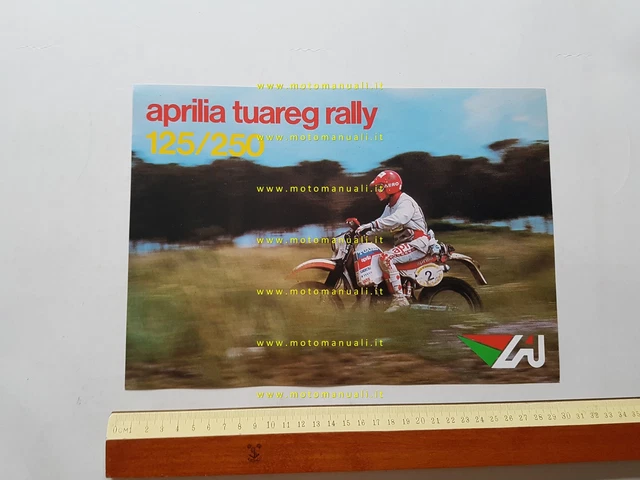 www.motomanuali.it
aprilia tuareg rally
125/250
www.motomanuali.it
www.motomanuali.it
www.motomanuali.it
2
www.motomanuali.it
www.motomanuali.it
www.motomanuali.it
0CM 1 2 3 4 5 6 7 8 9 10 11 12 13 14 15 16 17 18 19 20 21 22 23 24 25 26 27 28 29 30 31 32 33 34 35